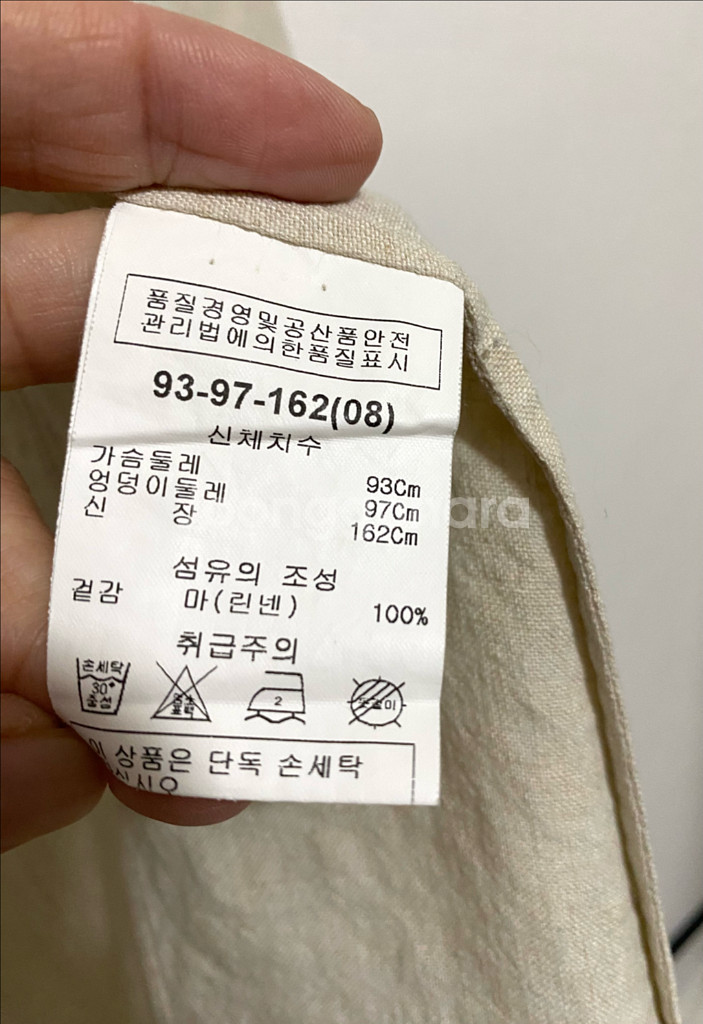 품질경영및공산품안전
관리법에의한품질표시
93-97-162(08)
신체치수
가슴둘레 93Cm
엉덩이둘레 97Cm
신 장 162Cm
섬유의 조성
겉감 마(린넨) 100%
취급주의
손세탁
30°
중성
2
이 상품은 단독 손세탁
십시오